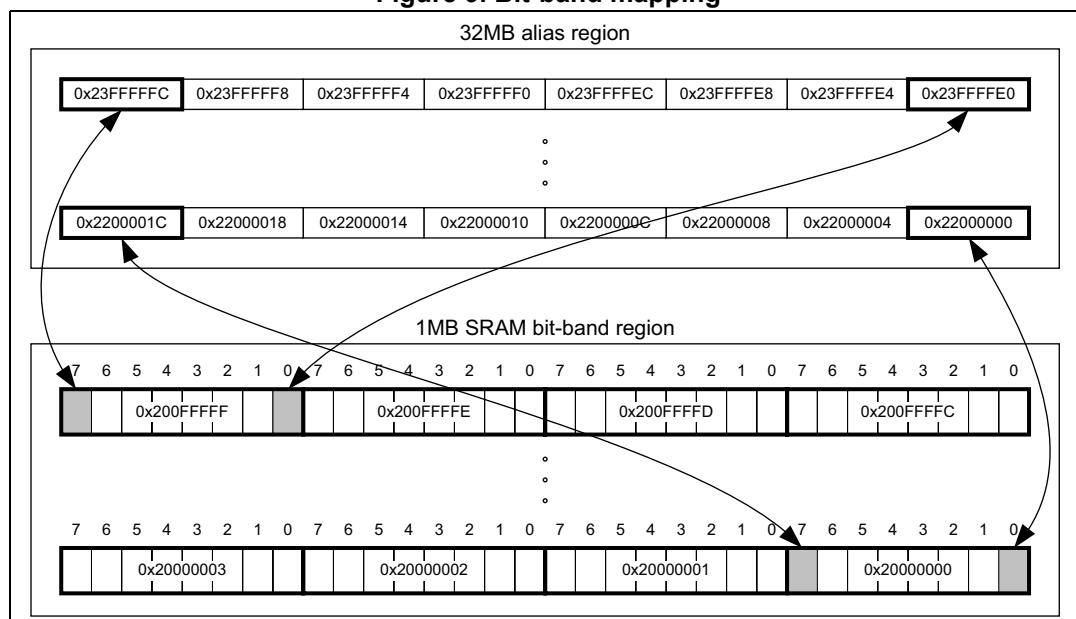 Figure Bit-band mapping
32MB alias region
0x23FFFFFC 0x23FFFFF8 0x23FFFFF4 0x23FFFFF0 0x23FFFFEC 0x23FFFFE8 0x23FFFFE4 0x23FFFFE0
0x2200001C 0x22000018 0x22000014 0x22000010 0x2200000C 0x22000008 0x22000004 0x22000000
1MB SRAM bit-band region
7 6 5 4 3 2 1 0 7 6 5 4 3 2 1 0 7 6 5 4 3 2 1 0 7 6 5 4 3 2 1 0
0x200FFFFF 0x200FFFFE 0x200FFFFD 0x200FFFFC
7 6 5 4 3 2 1 0 7 6 5 4 3 2 1 0 7 6 5 4 3 2 1 0 7 6 5 4 3 2 1 0
0x20000003 0x20000002 0x20000001 0x20000000